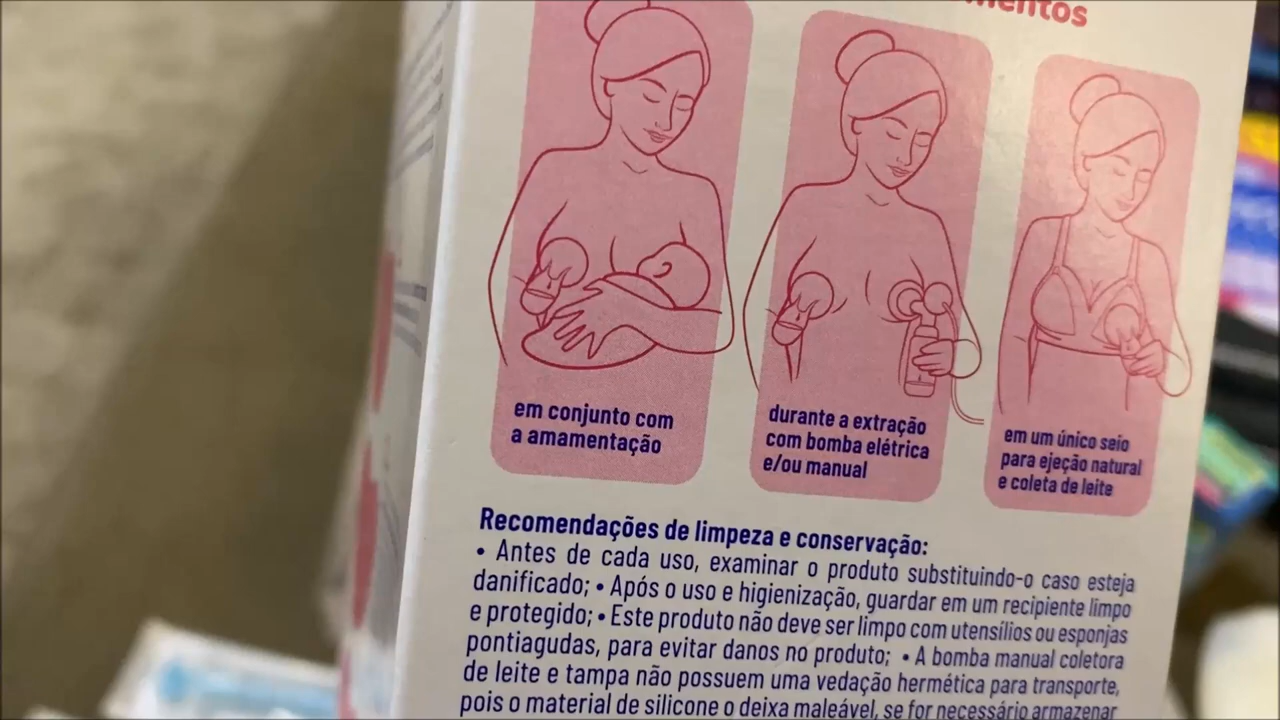 em conjunto com
a amamentação
durante a extração
com bomba elétrica
e/ou manual
em um único seio
para ejeção natural
e coleta de leite
Recomendações de limpeza e conservação:
• Antes de cada uso, examinar o produto substituindo-o caso esteja
danificado; • Após o uso e higienização, guardar em um recipiente limpo
e protegido; • Este produto não deve ser limpo com utensílios ou esponjas
pontiagudas, para evitar danos no produto; • A bomba manual coletora
de leite e tampa não possuem uma vedação hermética para transporte,
pois o material de silicone o deixa maleável, se for necessário armazenar